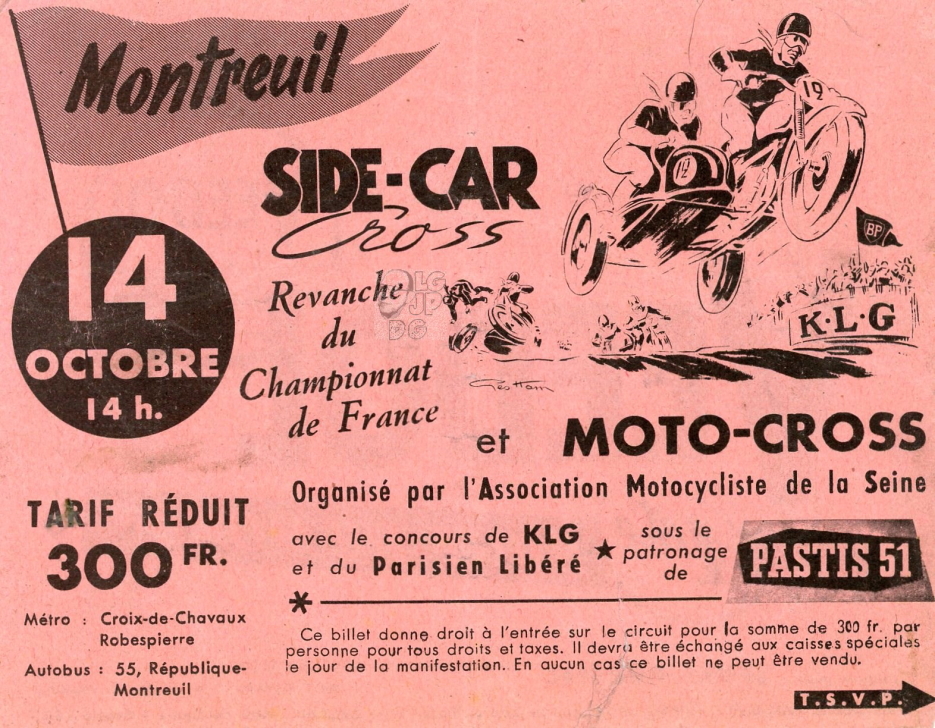 Montreuil
SIDE-CAR
Cross
14
OCTOBRE
14 h.
Revanche
du
Championnat
de France
19
12
BP
K·L·G
Geo Ham
et MOTO-CROSS
Organisé par l'Association Motocycliste de la Seine
TARIF RÉDUIT
300 FR.
avec le concours de KLG
et du Parisien Libéré
★
sous le
patronage
de
PASTIS 51
Métro : Croix-de-Chavaux
Robespierre
Autobus : 55, République-
Montreuil
*
Ce billet donne droit à l'entrée sur le circuit pour la somme de 300 fr. par
personne pour tous droits et taxes. Il devra être échangé aux caisses spéciales
le jour de la manifestation. En aucun cas ce billet ne peut être vendu.
T.S.V.P.